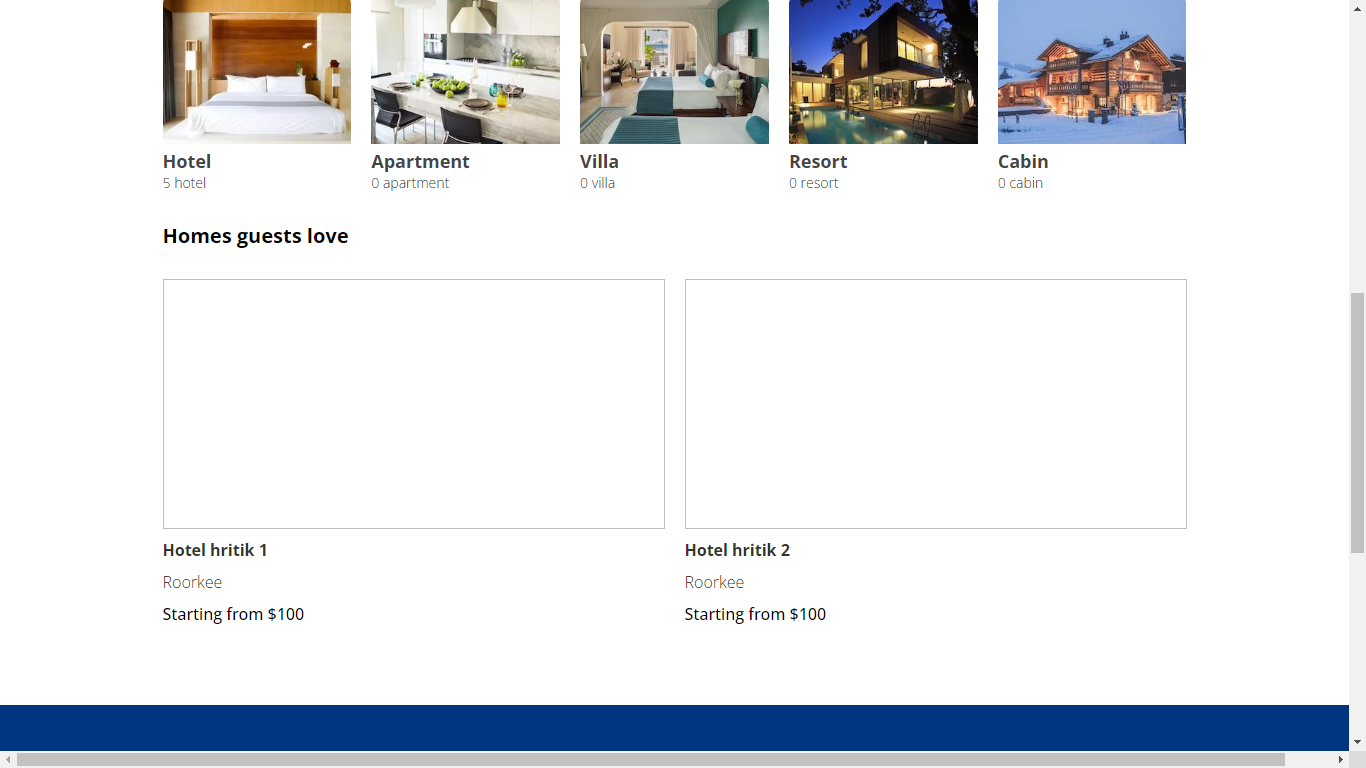 Hotel
5 hotel
Apartment
0 apartment
Villa
0 villa
Resort
0 resort
Cabin
0 cabin
Homes guests love
Hotel hritik 1
Roorkee
Starting from $100
Hotel hritik 2
Roorkee
Starting from $100